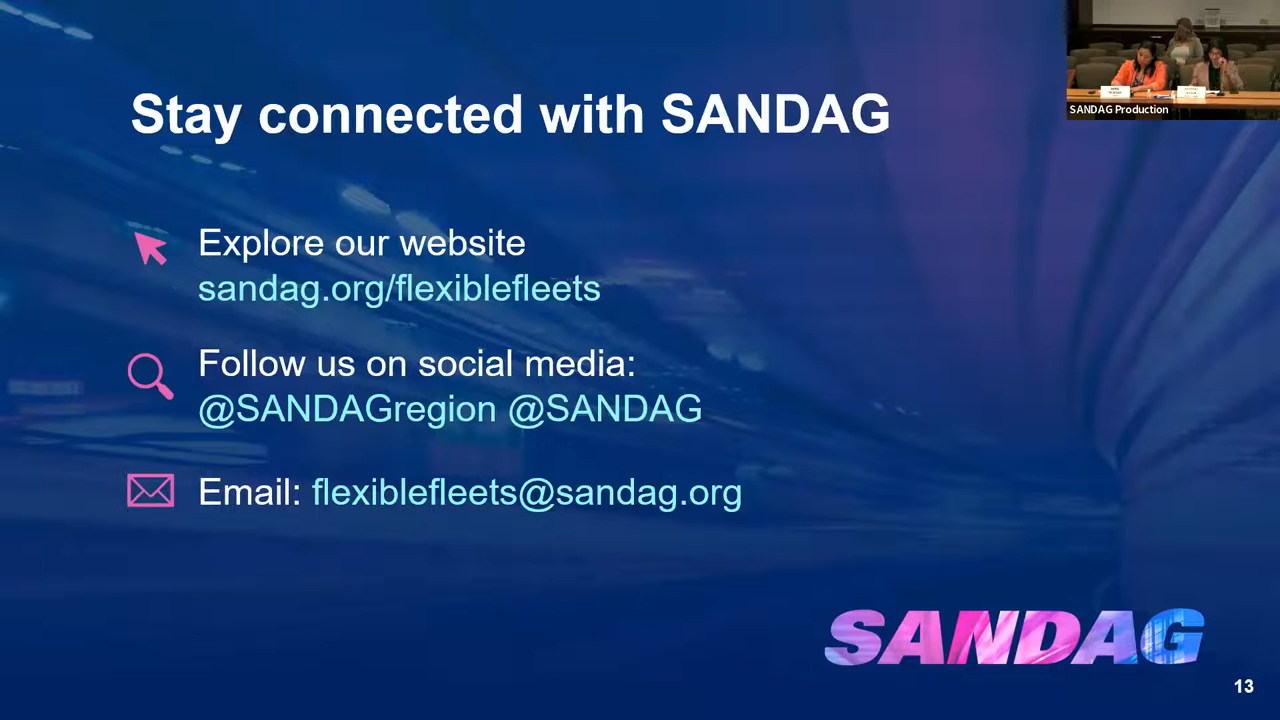 Stay connected with SANDAG
SANDAG Production
Explore our website
sandag.org/flexiblefleets
Follow us on social media:
@SANDAGregion @SANDAG
Email: flexiblefleets@sandag.org
SANDAG
13